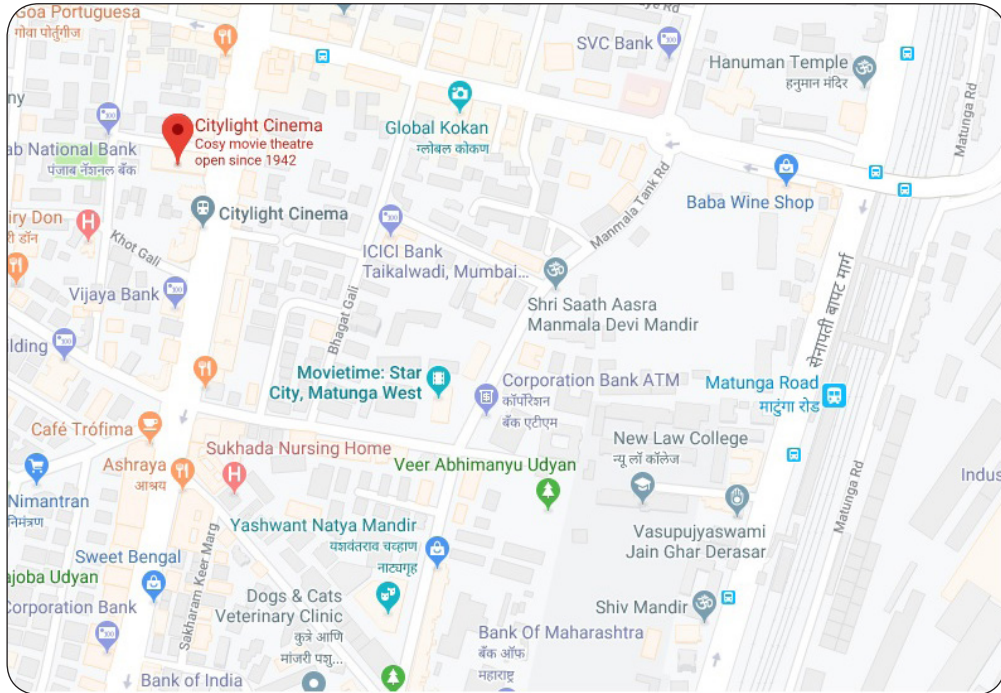 Goa Portuguesa
गोवा पोर्तुगीज
SVC Bank
Hanuman Temple
हनुमान मंदिर
Matunga Rd
Citylight Cinema
Cosy movie theatre
open since 1942
Global Kokan
ग्लोबल कोकण
ab National Bank
पंजाब नॅशनल बँक
Manmala Tank Rd
Baba Wine Shop
Citylight Cinema
iry Don
री डॉन
Khot Gali
ICICI Bank
Taikalwadi, Mumbai...
Vijaya Bank
Bhagat Gali
Shri Saath Aasra
Manmala Devi Mandir
सेनापती बापट मार्ग
ilding
Movietime: Star
City, Matunga West
Corporation Bank ATM
कॉर्पोरेशन
बँक एटीएम
Matunga Road
माटुंगा रोड
Café Trófima
Ashraya
आश्रय
Sukhada Nursing Home
Veer Abhimanyu Udyan
New Law College
न्यू लॉ कॉलेज
Indus
Matunga Rd
Nimantran
निमंत्रण
Yashwant Natya Mandir
यशवंतराव चव्हाण
नाट्यगृह
Vasupujyaswami
Jain Ghar Derasar
Sakharam Keer Marg
Sweet Bengal
ajoba Udyan
Corporation Bank
Dogs & Cats
Veterinary Clinic
कुत्रे आणि
मांजरी पशु...
Shiv Mandir
Bank Of Maharashtra
बँक ऑफ
महाराष्ट्र
Bank of India